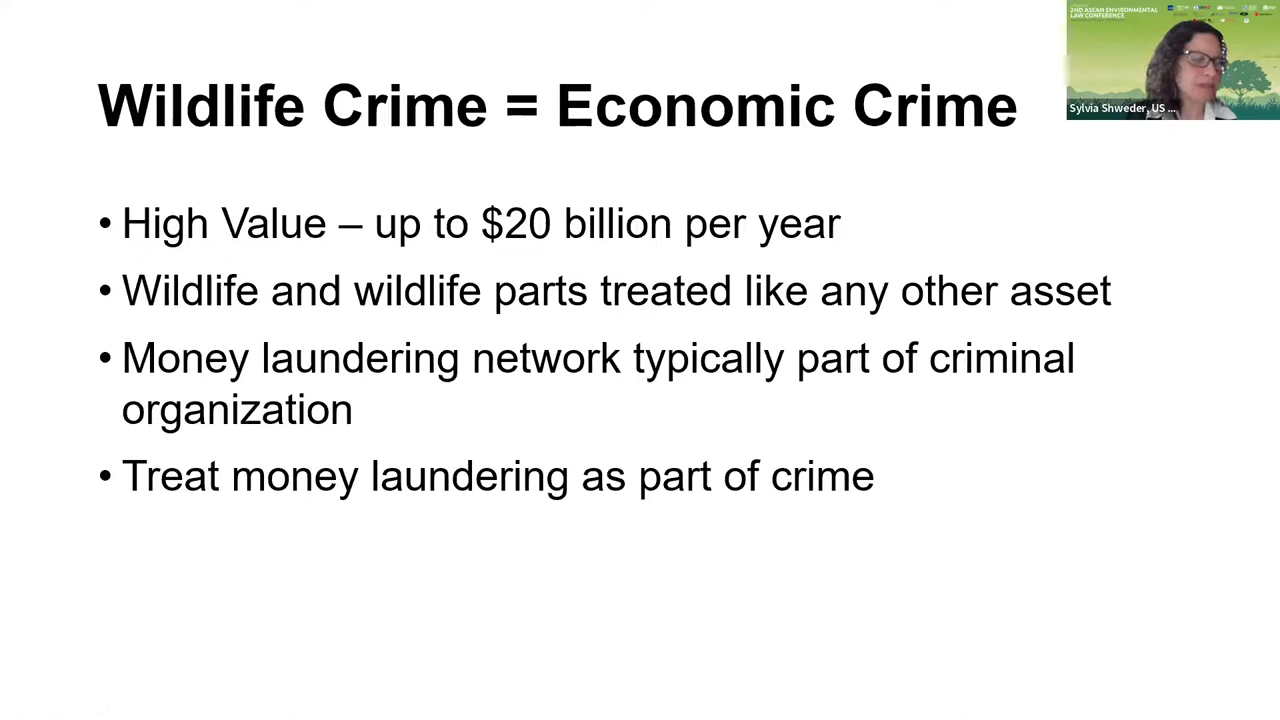 Wildlife Crime = Economic Crime
• High Value – up to $20 billion per year
• Wildlife and wildlife parts treated like any other asset
• Money laundering network typically part of criminal
organization
• Treat money laundering as part of crime
2ND ASEAN ENVIRONMENTAL
LAW CONFERENCE
Sylvia Shweder, US ...